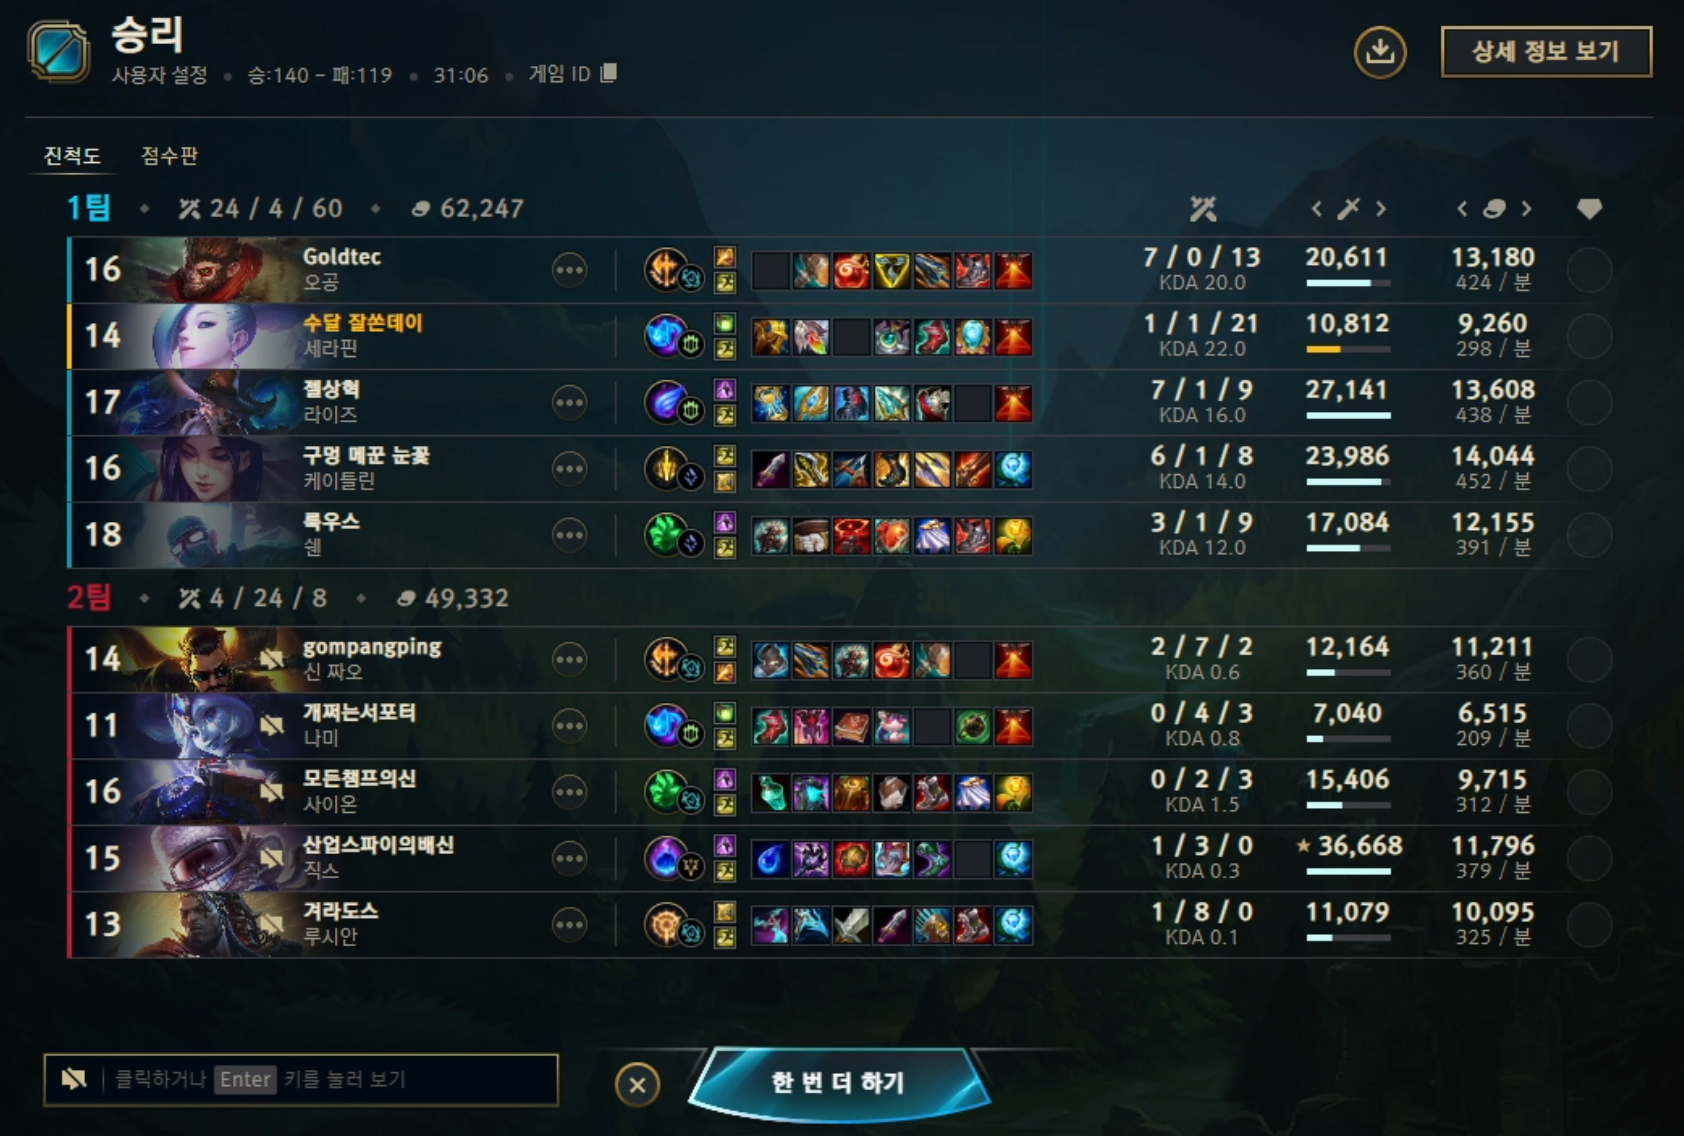 승리
사용자 설정 • 승:140 – 패:119 • 31:06 • 게임 ID
상세 정보 보기
진척도 점수판
1팀 24 / 4 / 60 62,247
16 Goldtec 7 / 0 / 13 20,611 13,180
오공 KDA 20.0 424 / 분
14 수달 잘쏜데이 1 / 1 / 21 10,812 9,260
세라핀 KDA 22.0 298 / 분
17 젤상혁 7 / 1 / 9 27,141 13,608
라이즈 KDA 16.0 438 / 분
16 구멍 메꾼 눈꽃 6 / 1 / 8 23,986 14,044
케이틀린 KDA 14.0 452 / 분
18 룩우스 3 / 1 / 9 17,084 12,155
쉔 KDA 12.0 391 / 분
2팀 4 / 24 / 8 49,332
14 gompangping 2 / 7 / 2 12,164 11,211
신 짜오 KDA 0.6 360 / 분
11 개쩌는서포터 0 / 4 / 3 7,040 6,515
나미 KDA 0.8 209 / 분
16 모든챔프의신 0 / 2 / 3 15,406 9,715
사이온 KDA 1.5 312 / 분
15 산업스파이의배신 1 / 3 / 0 36,668 11,796
직스 KDA 0.3 379 / 분
13 겨라도스 1 / 8 / 0 11,079 10,095
루시안 KDA 0.1 325 / 분
클릭하거나 Enter 키를 눌러 보기
한 번 더 하기